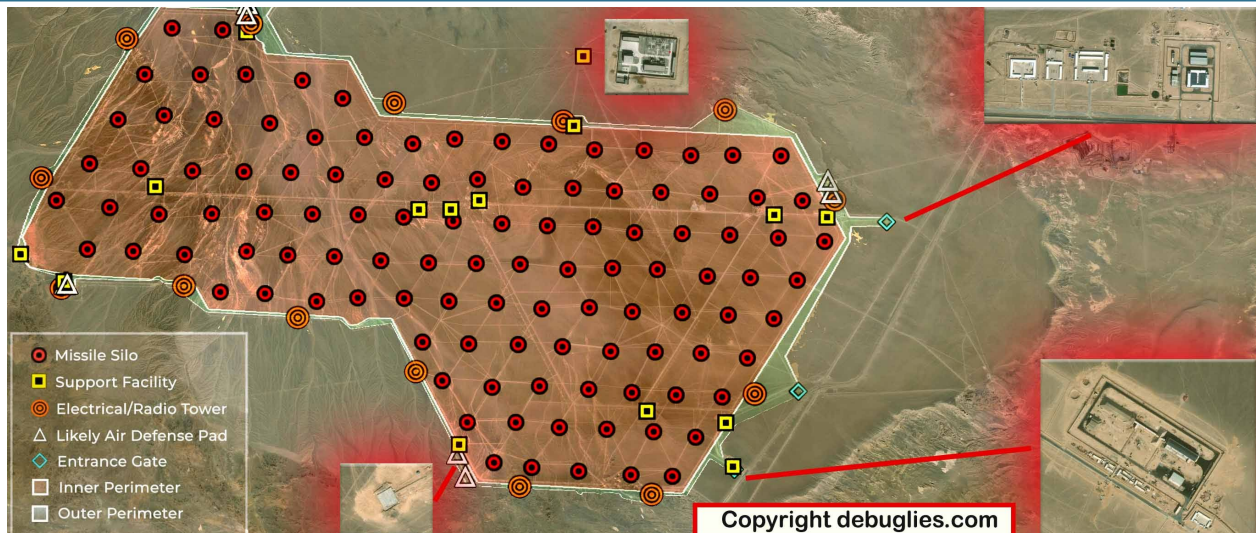 Missile Silo
Support Facility
Electrical/Radio Tower
Likely Air Defense Pad
Entrance Gate
Inner Perimeter
Outer Perimeter
Copyright debuglies.com